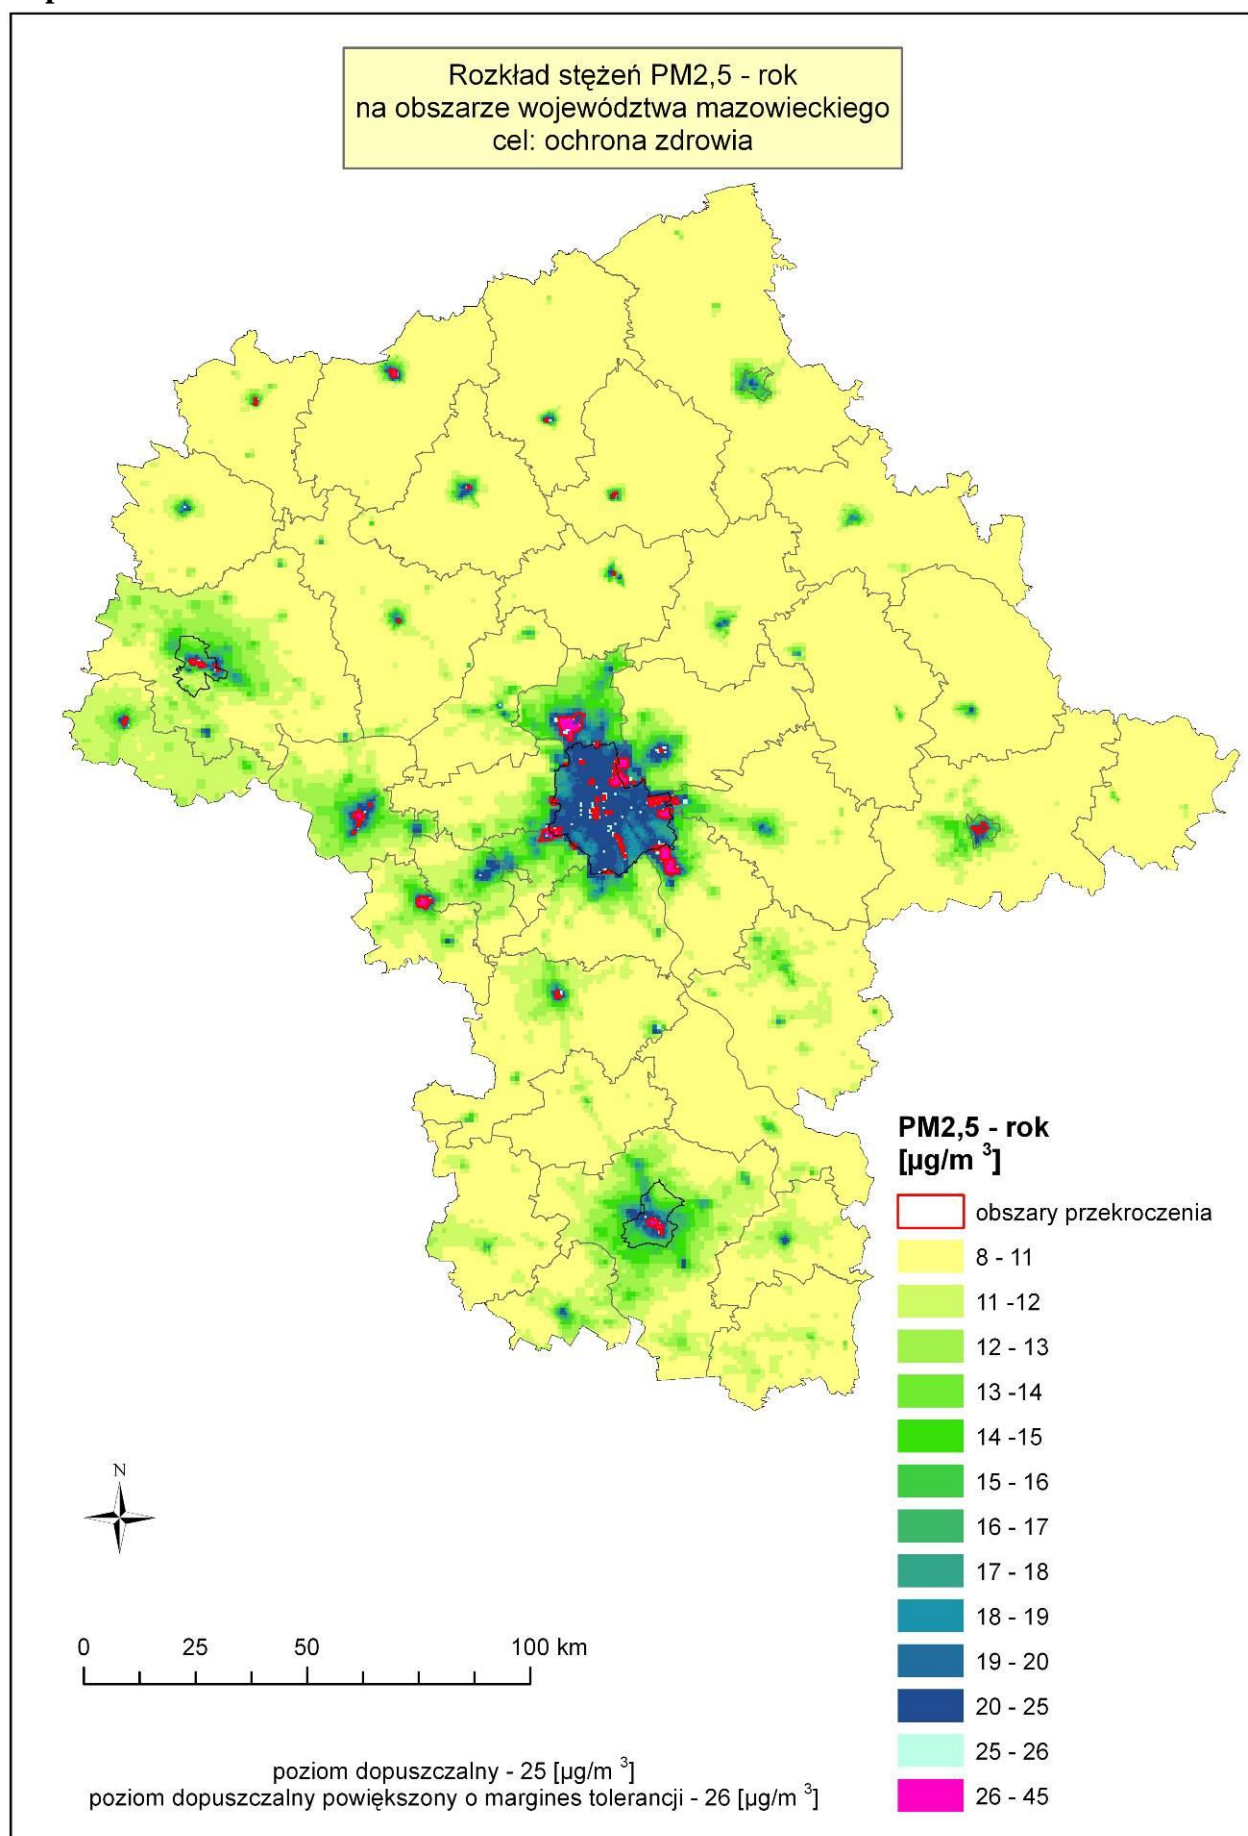 Rozkład stężeń PM2,5 - rok
na obszarze województwa mazowieckiego
cel: ochrona zdrowia
PM2,5 - rok
[µg/m ³]
obszary przekroczenia
8 - 11
11 -12
12 - 13
13 -14
14 -15
15 - 16
16 - 17
17 - 18
18 - 19
19 - 20
20 - 25
25 - 26
26 - 45
N
0 25 50 100 km
poziom dopuszczalny - 25 [µg/m ³]
poziom dopuszczalny powiększony o margines tolerancji - 26 [µg/m ³]